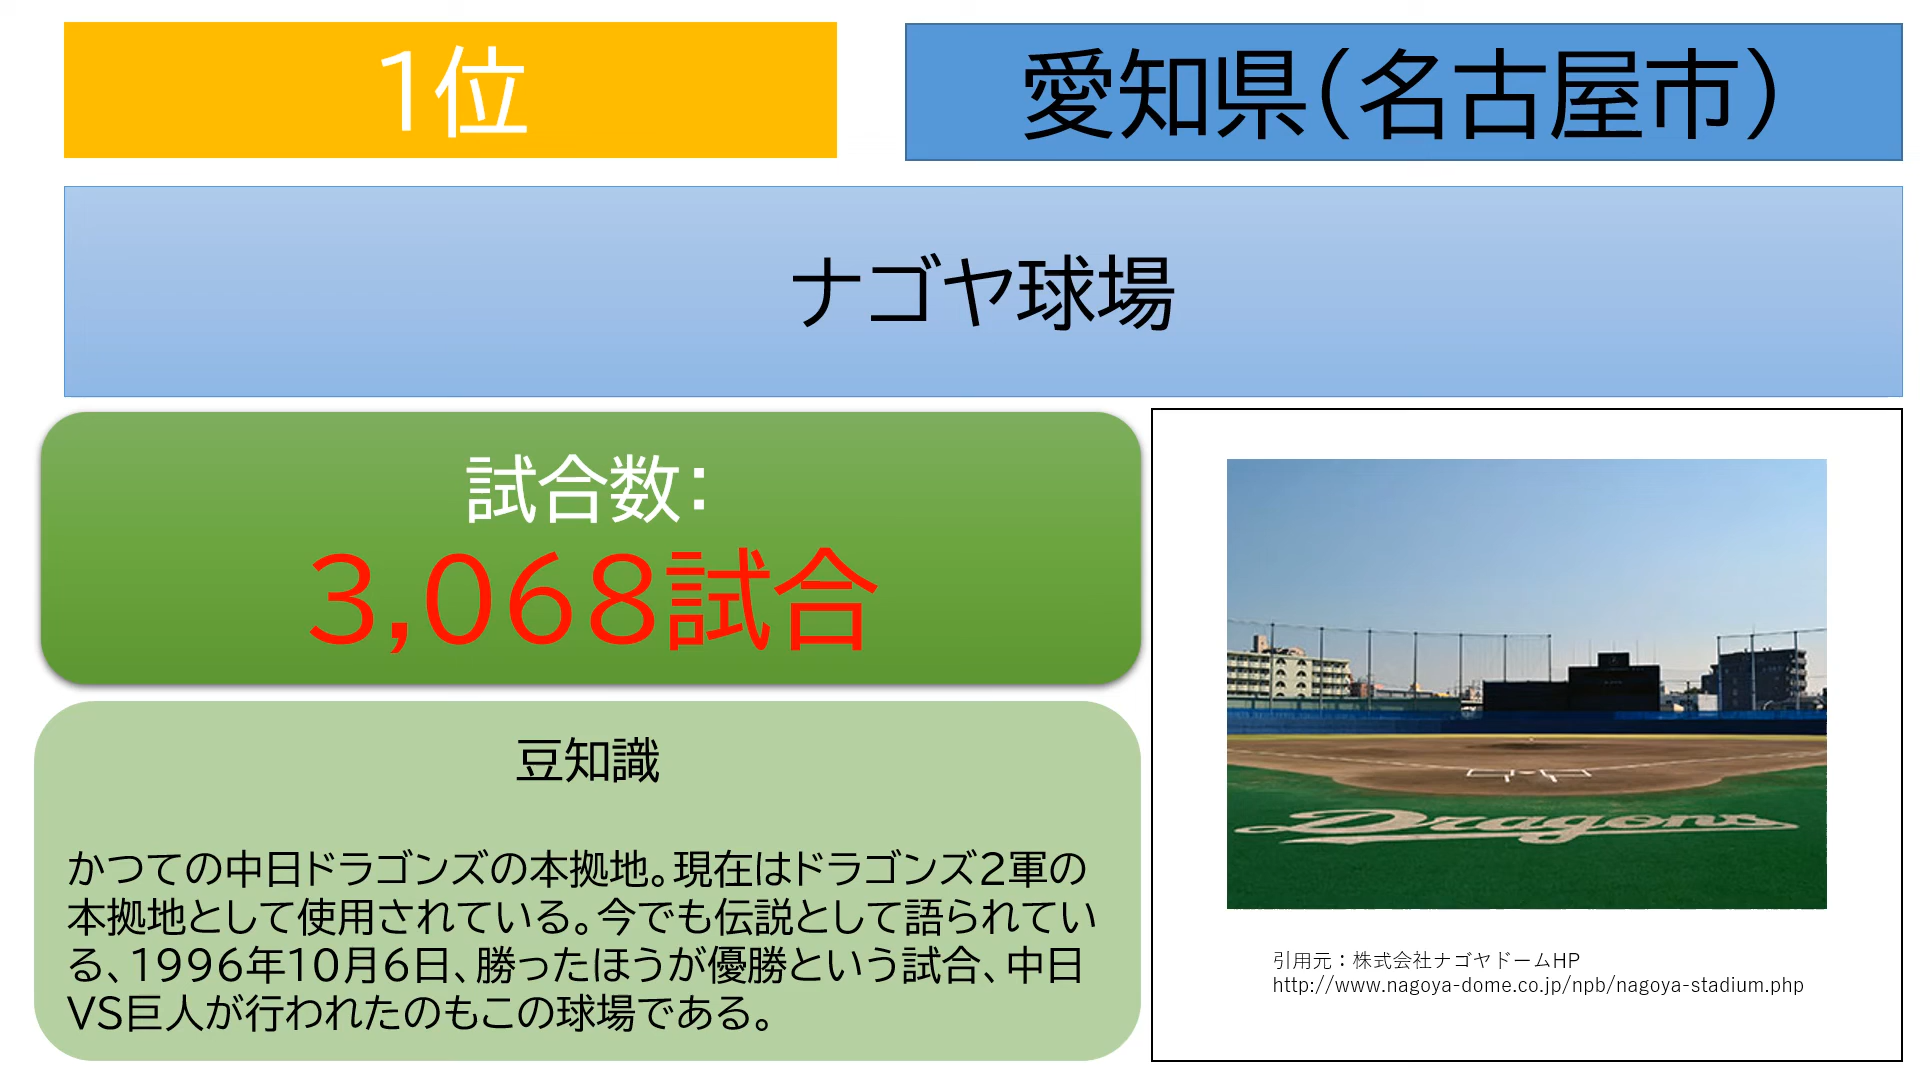 1位
愛知県（名古屋市）
ナゴヤ球場
試合数：
3,068試合
豆知識
かつての中日ドラゴンズの本拠地。現在はドラゴンズ2軍の
本拠地として使用されている。今でも伝説として語られてい
る、1996年10月6日、勝ったほうが優勝という試合、中日
VS巨人が行われたのもこの球場である。
Dragons
引用元：株式会社ナゴヤドームHP
http://www.nagoya-dome.co.jp/npb/nagoya-stadium.php